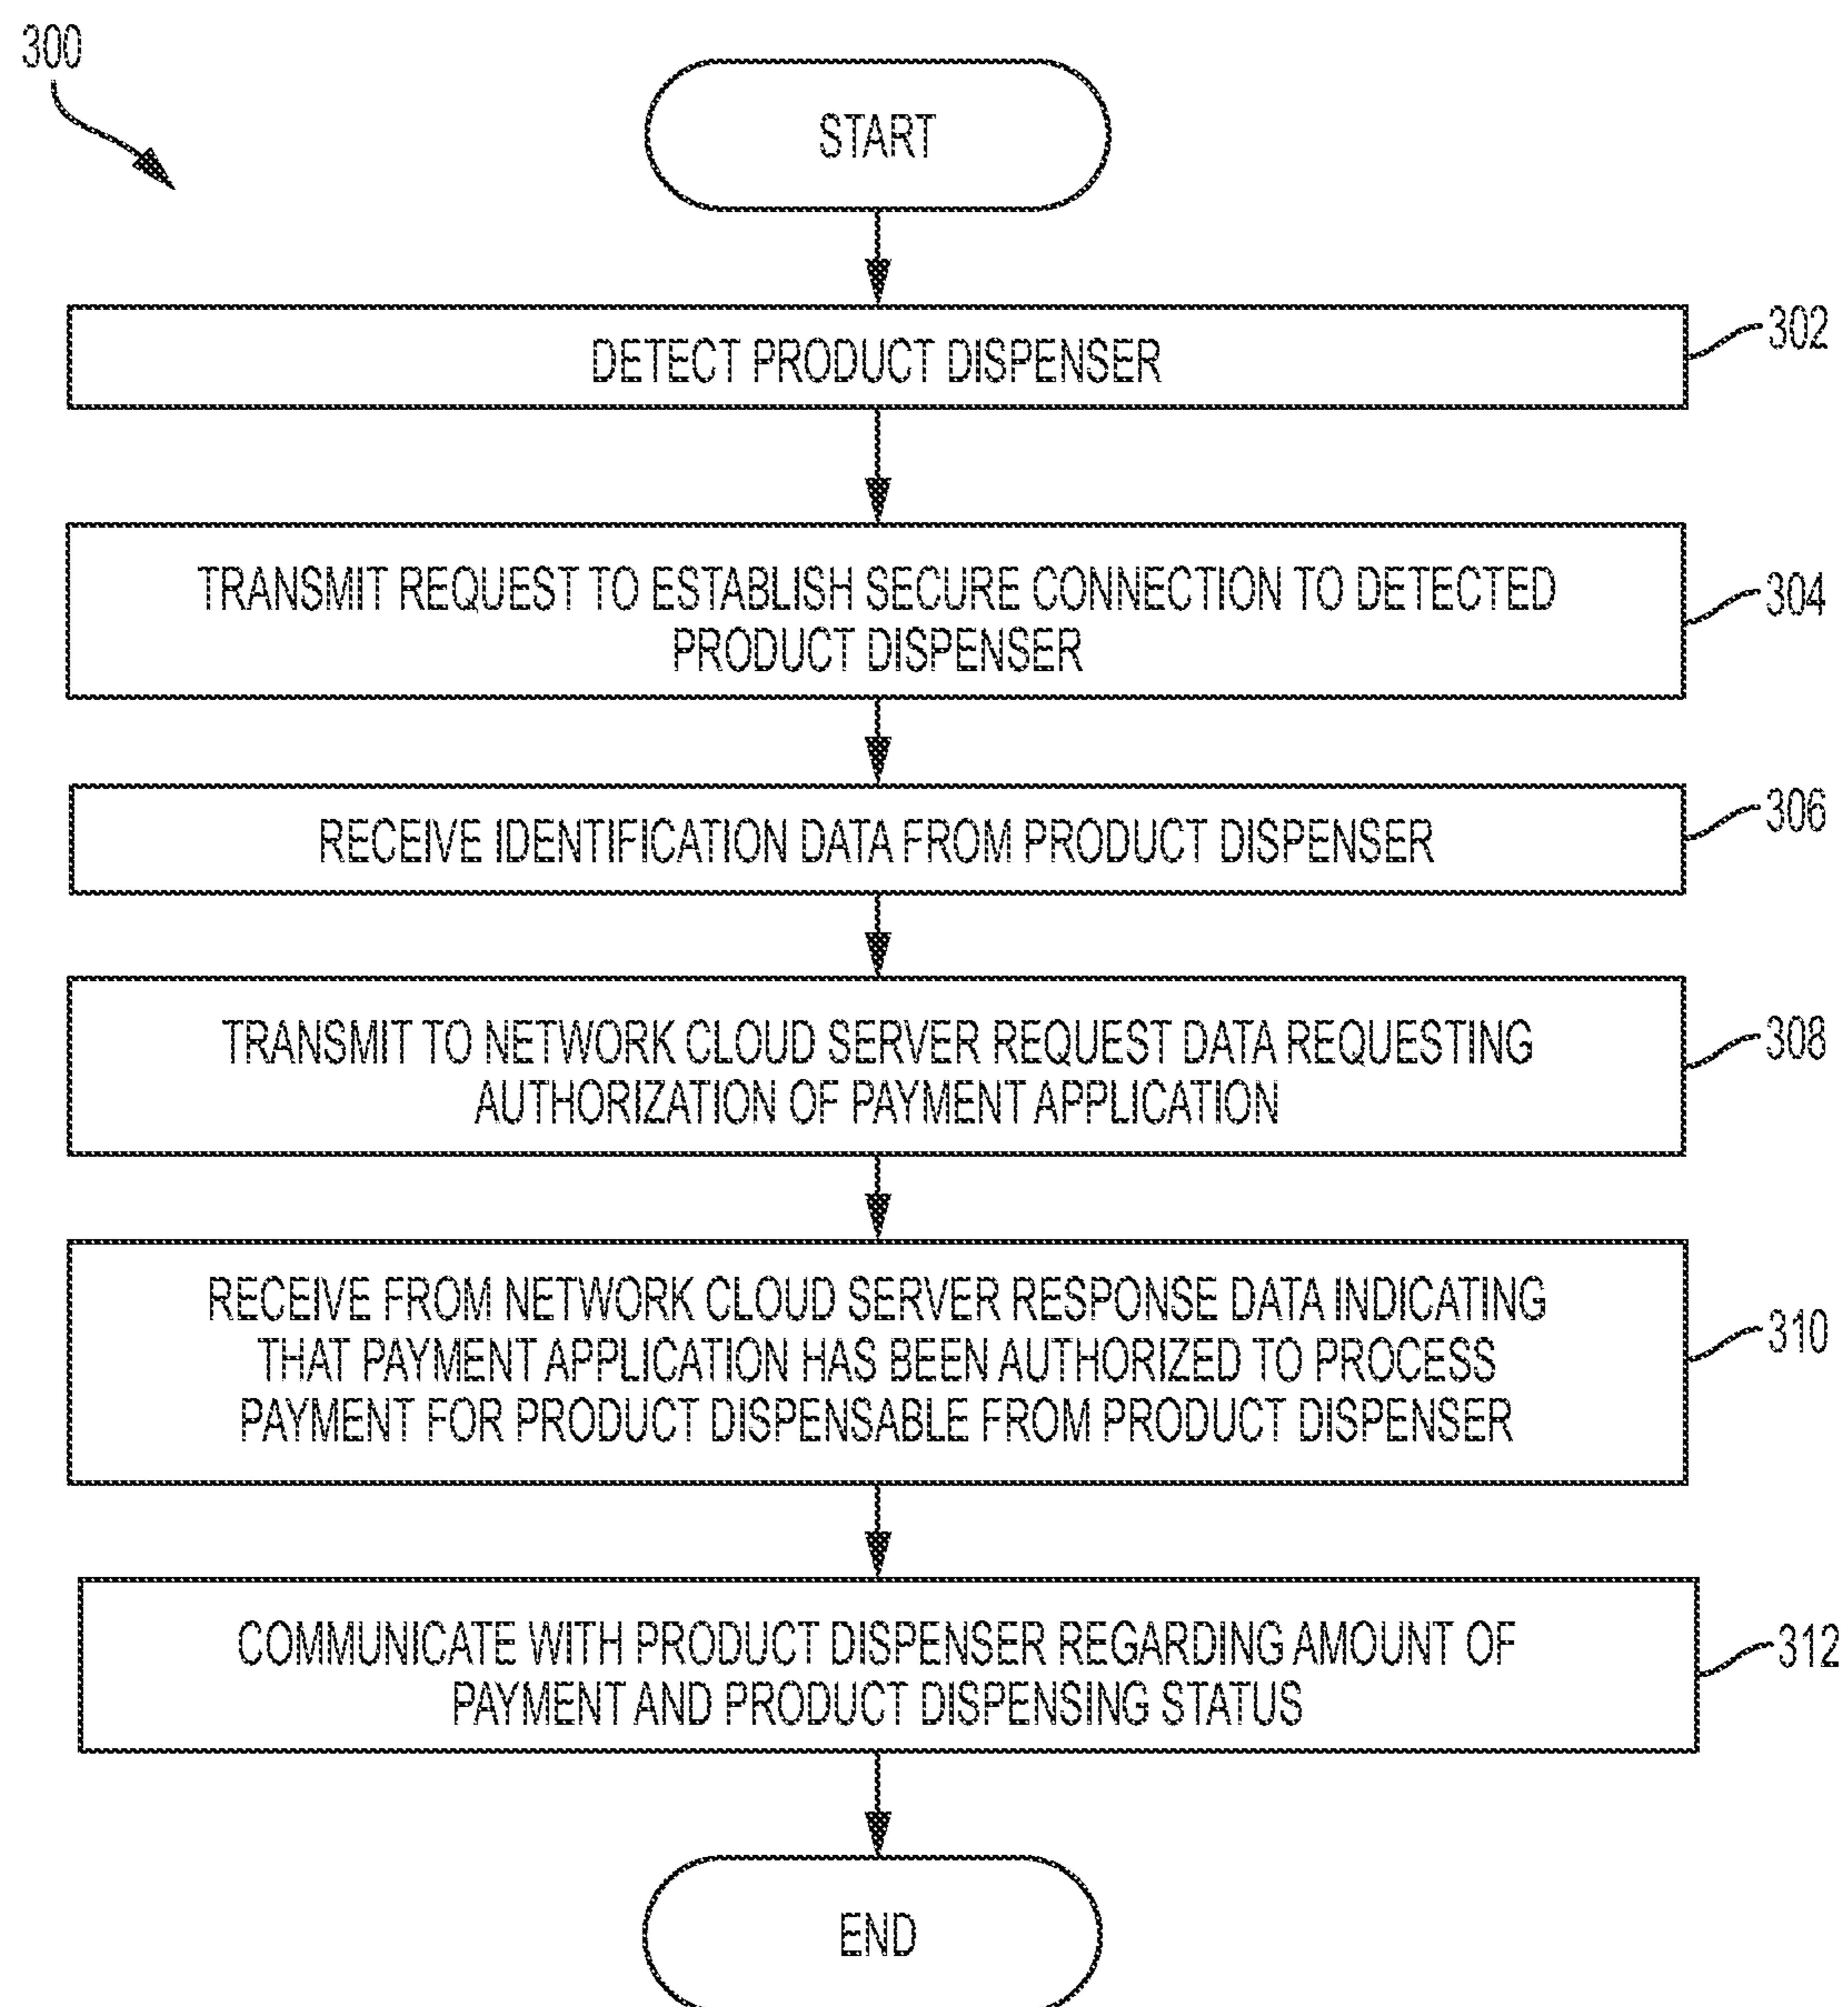 300
START
DETECT PRODUCT DISPENSER
302
TRANSMIT REQUEST TO ESTABLISH SECURE CONNECTION TO DETECTED
PRODUCT DISPENSER
304
RECEIVE IDENTIFICATION DATA FROM PRODUCT DISPENSER
306
TRANSMIT TO NETWORK CLOUD SERVER REQUEST DATA REQUESTING
AUTHORIZATION OF PAYMENT APPLICATION
308
RECEIVE FROM NETWORK CLOUD SERVER RESPONSE DATA INDICATING
THAT PAYMENT APPLICATION HAS BEEN AUTHORIZED TO PROCESS
PAYMENT FOR PRODUCT DISPENSABLE FROM PRODUCT DISPENSER
310
COMMUNICATE WITH PRODUCT DISPENSER REGARDING AMOUNT OF
PAYMENT AND PRODUCT DISPENSING STATUS
312
END